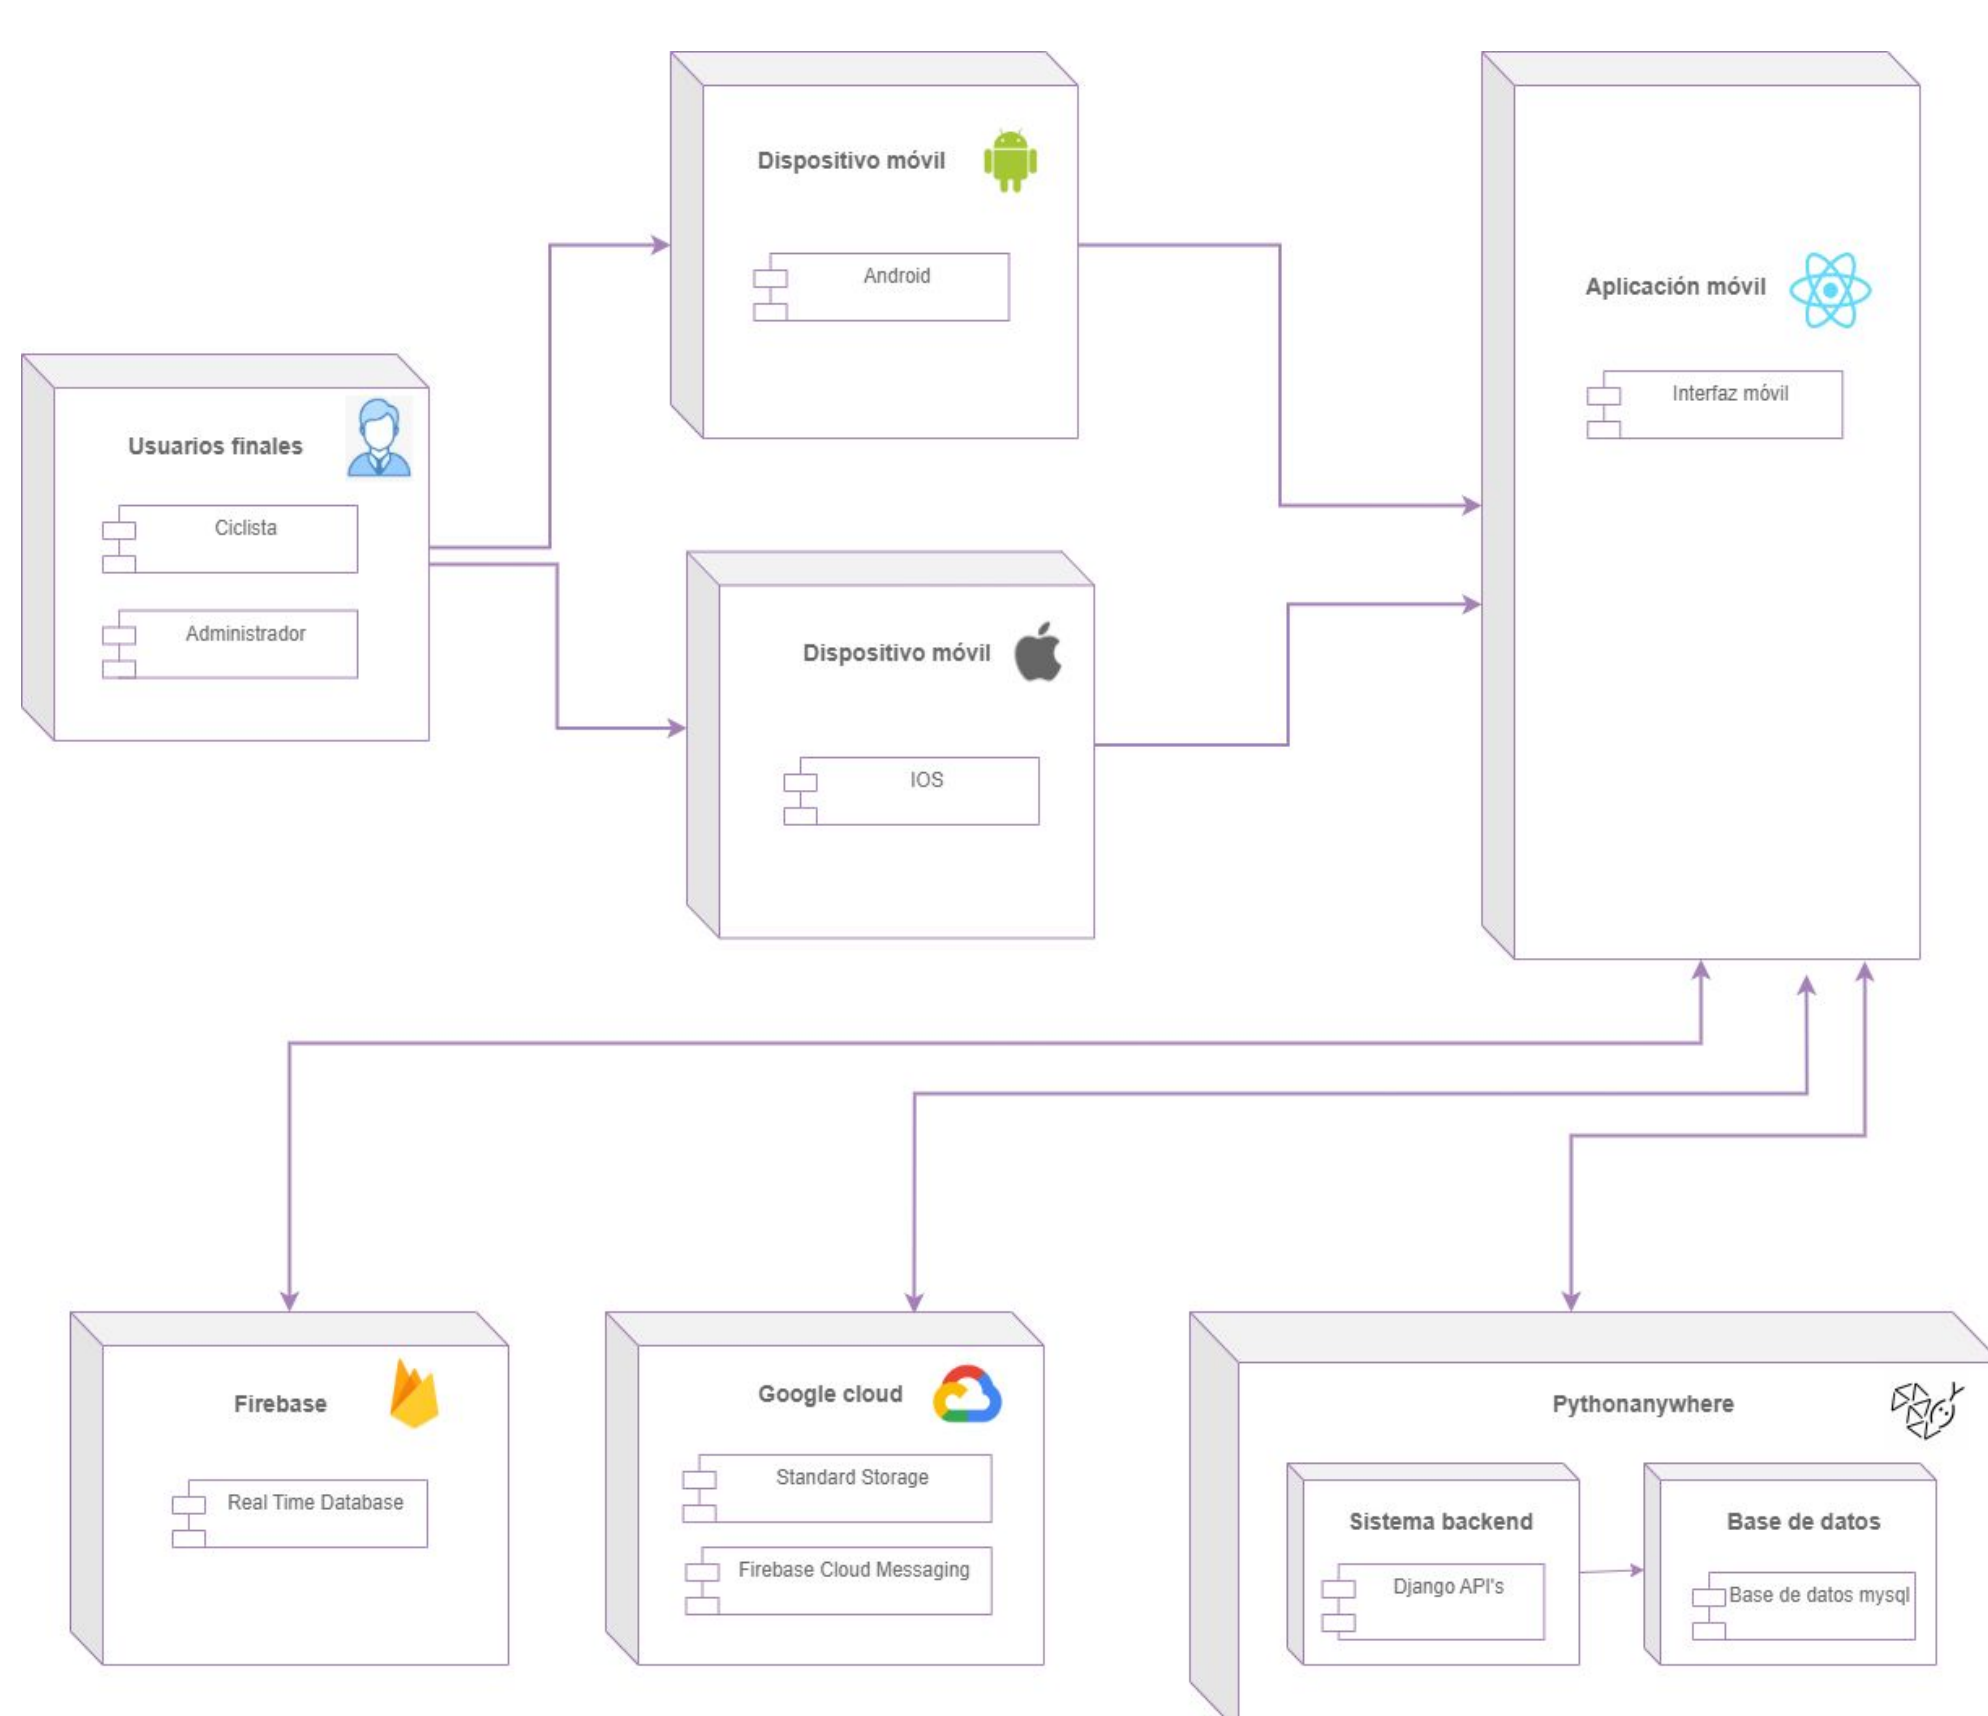 Dispositivo móvil
Android
Aplicación móvil
Interfaz móvil
Usuarios finales
Ciclista
Administrador
Dispositivo móvil
IOS
Firebase
Real Time Database
Google cloud
Standard Storage
Firebase Cloud Messaging
Pythonanywhere
Sistema backend
Django API's
Base de datos
Base de datos mysql